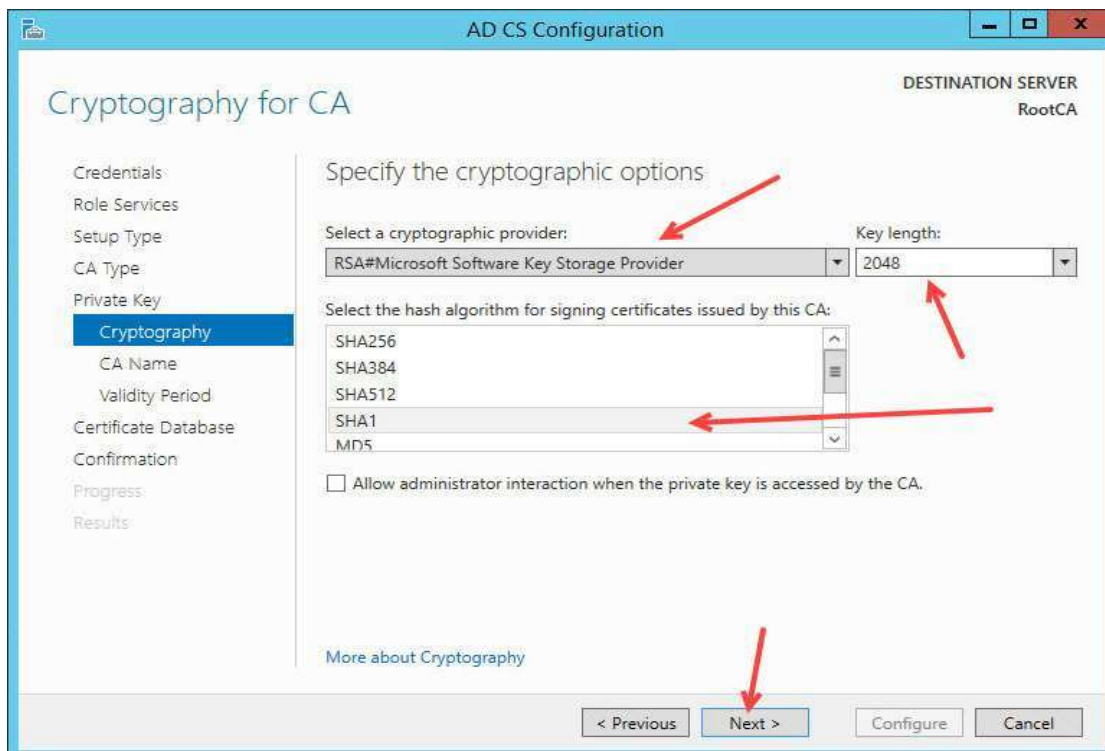 AD CS Configuration
Cryptography for CA
DESTINATION SERVER
RootCA
Credentials
Role Services
Setup Type
CA Type
Private Key
Cryptography
CA Name
Validity Period
Certificate Database
Confirmation
Progress
Results
Specify the cryptographic options
Select a cryptographic provider:
Key length:
RSA#Microsoft Software Key Storage Provider
2048
Select the hash algorithm for signing certificates issued by this CA:
SHA256
SHA384
SHA512
SHA1
MD5
Allow administrator interaction when the private key is accessed by the CA.
More about Cryptography
< Previous
Next >
Configure
Cancel